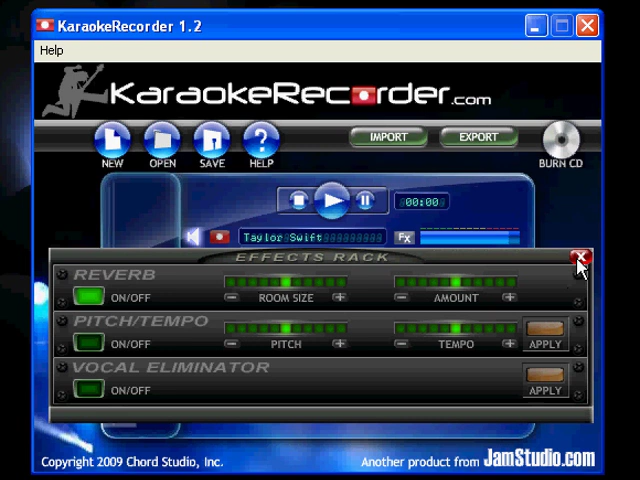 KaraokeRecorder 1.2
Help
KaraokeRecorder.com
NEW OPEN SAVE HELP IMPORT EXPORT BURN CD
00:00
Taylor Swift Fx
EFFECTS RACK
REVERB
ON/OFF ROOM SIZE AMOUNT
PITCH/TEMPO
ON/OFF PITCH TEMPO APPLY
VOCAL ELIMINATOR
ON/OFF APPLY
Copyright 2009 Chord Studio, Inc. Another product from JamStudio.com